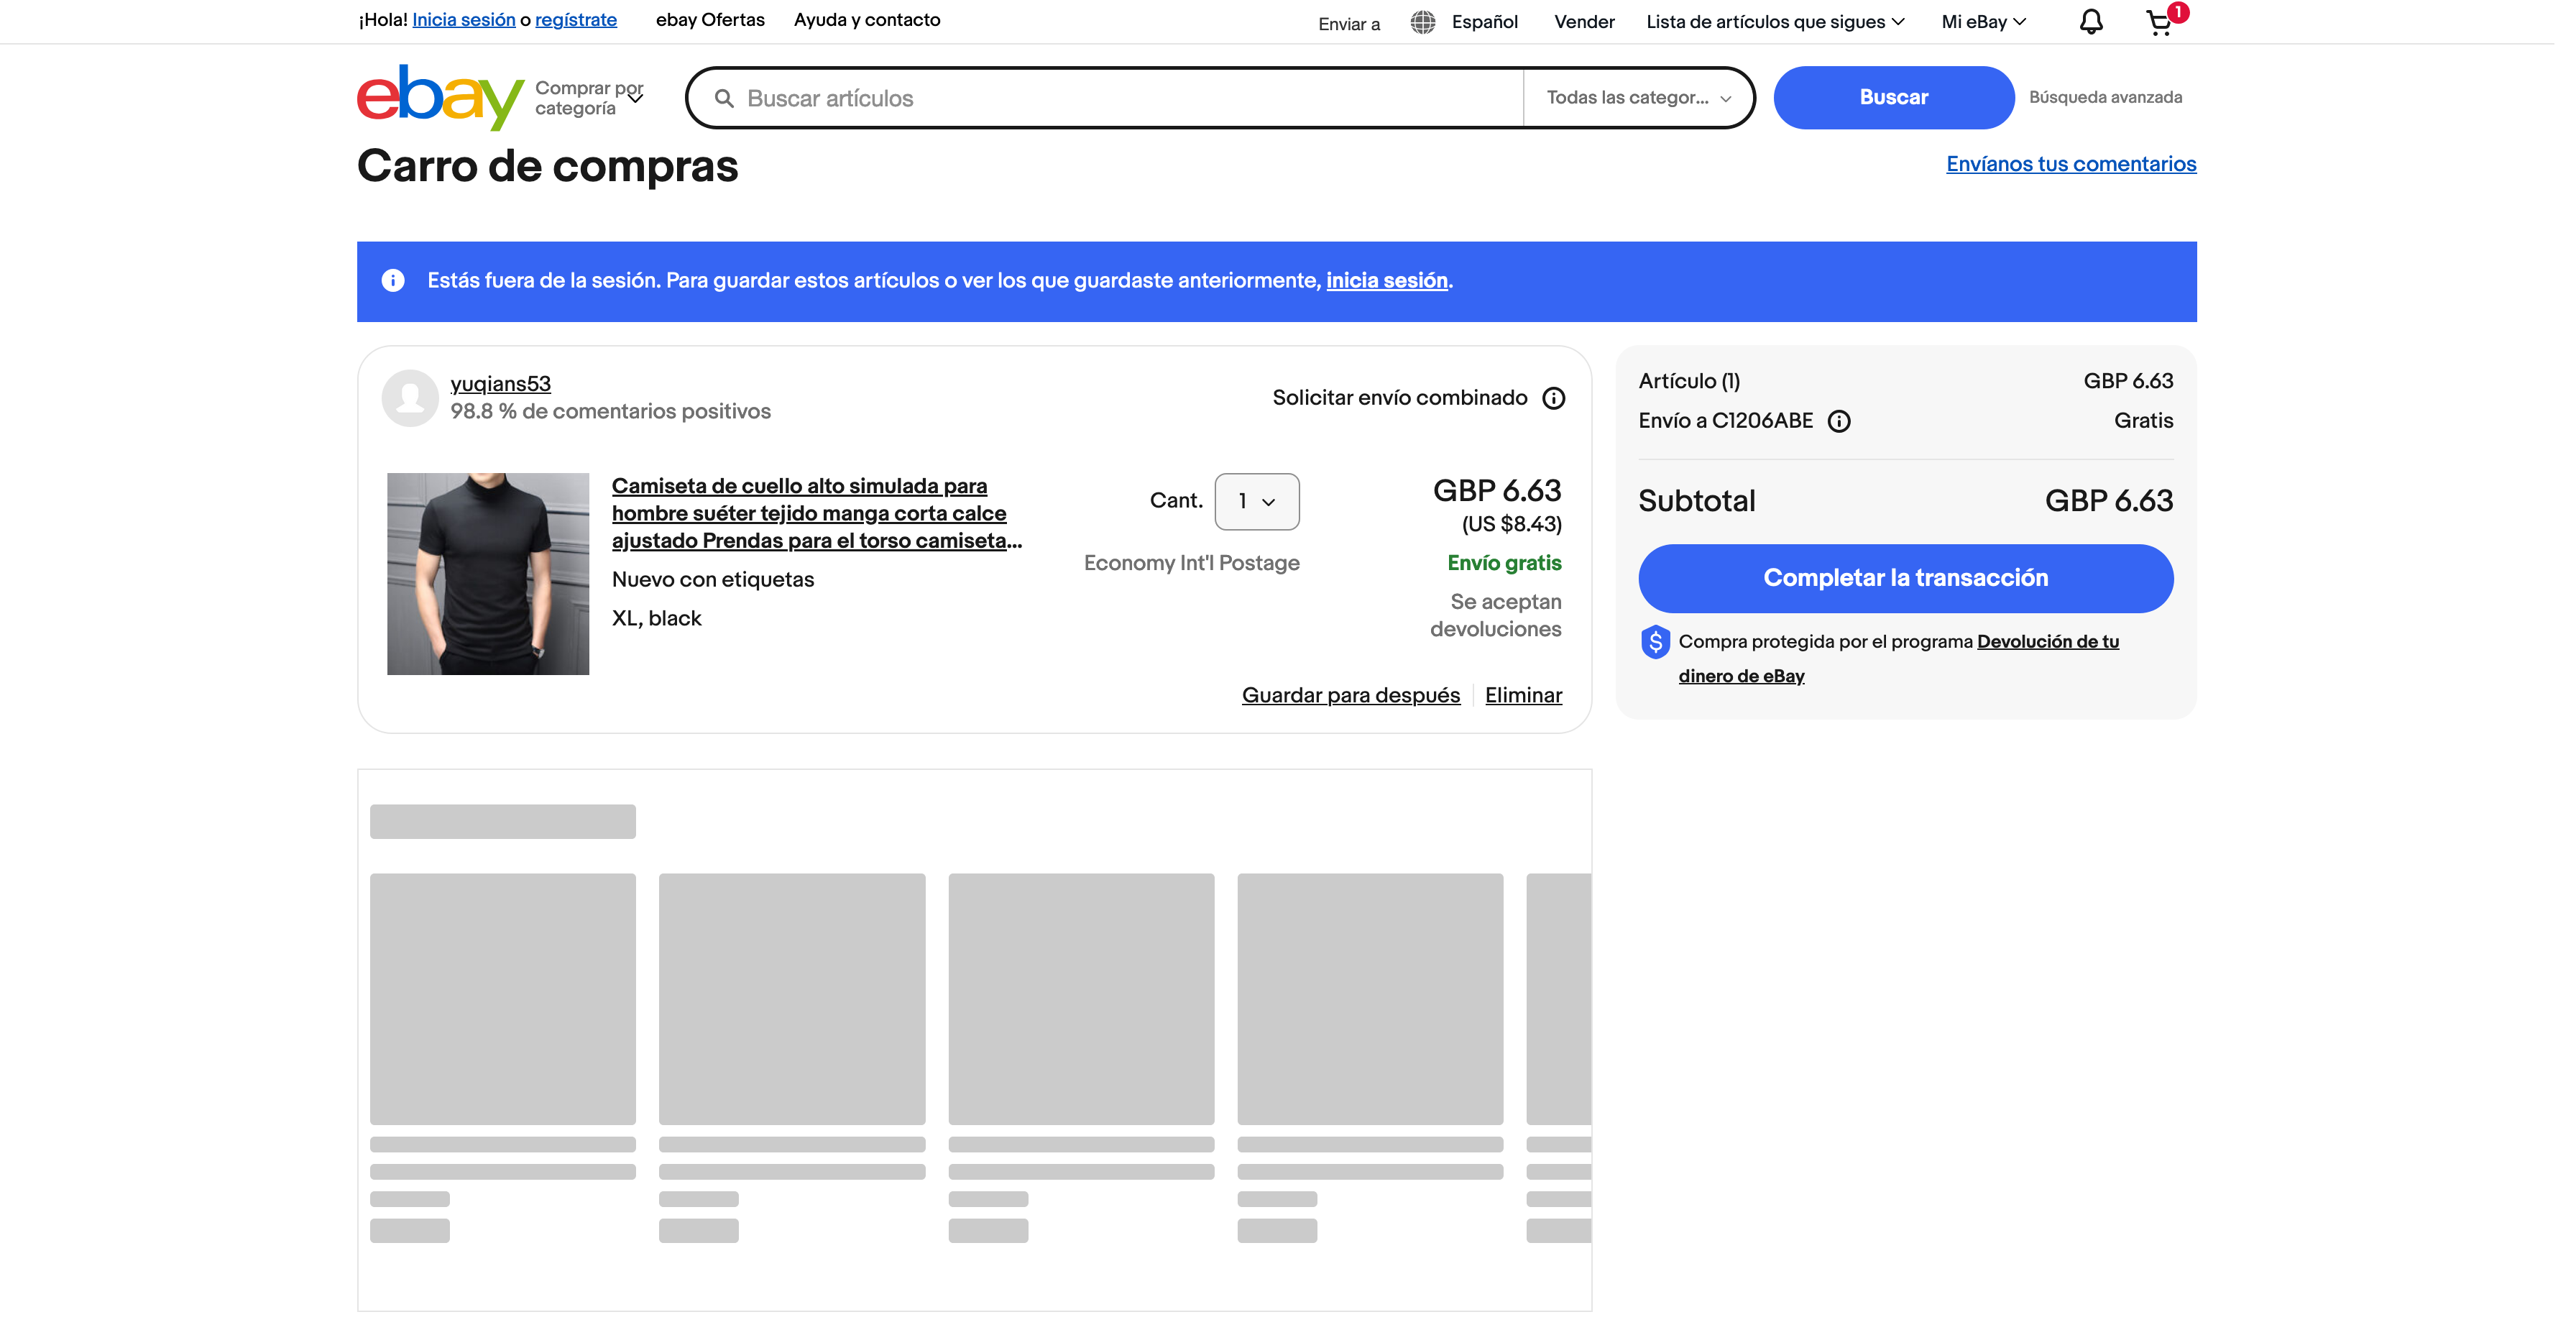 ¡Hola! Inicia sesión o regístrate ebay Ofertas Ayuda y contacto Enviar a Español Vender Lista de artículos que sigues Mi eBay 1
ebay Comprar por categoría Buscar artículos Todas las categor... Buscar Búsqueda avanzada
Carro de compras Envíanos tus comentarios
Estás fuera de la sesión. Para guardar estos artículos o ver los que guardaste anteriormente, inicia sesión.
yuqians53
98.8 % de comentarios positivos
Solicitar envío combinado
Camiseta de cuello alto simulada para
hombre suéter tejido manga corta calce
ajustado Prendas para el torso camiseta...
Nuevo con etiquetas
XL, black
Cant. 1
Economy Int'l Postage
GBP 6.63
(US $8.43)
Envío gratis
Se aceptan
devoluciones
Guardar para después Eliminar
Artículo (1) GBP 6.63
Envío a C1206ABE Gratis
Subtotal GBP 6.63
Completar la transacción
$ Compra protegida por el programa Devolución de tu
dinero de eBay